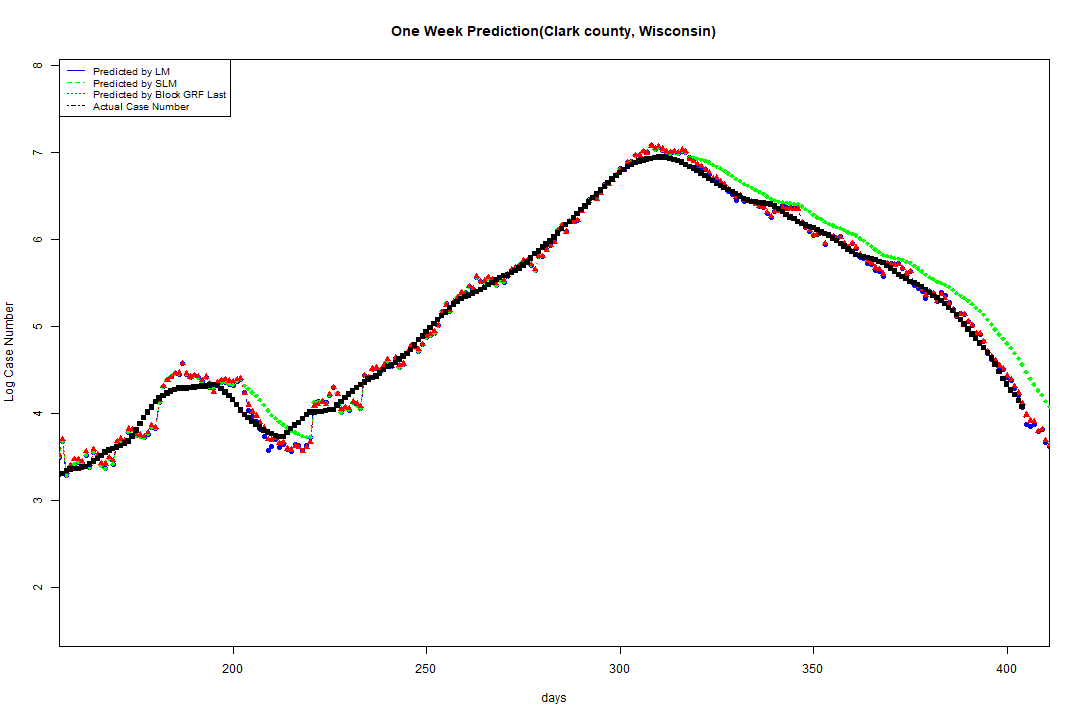 One Week Prediction(Clark county, Wisconsin)
Predicted by LM
Predicted by SLM
Predicted by Block GRF Last
Actual Case Number
8
7
6
5
4
3
2
Log Case Number
200 250 300 350 400
days